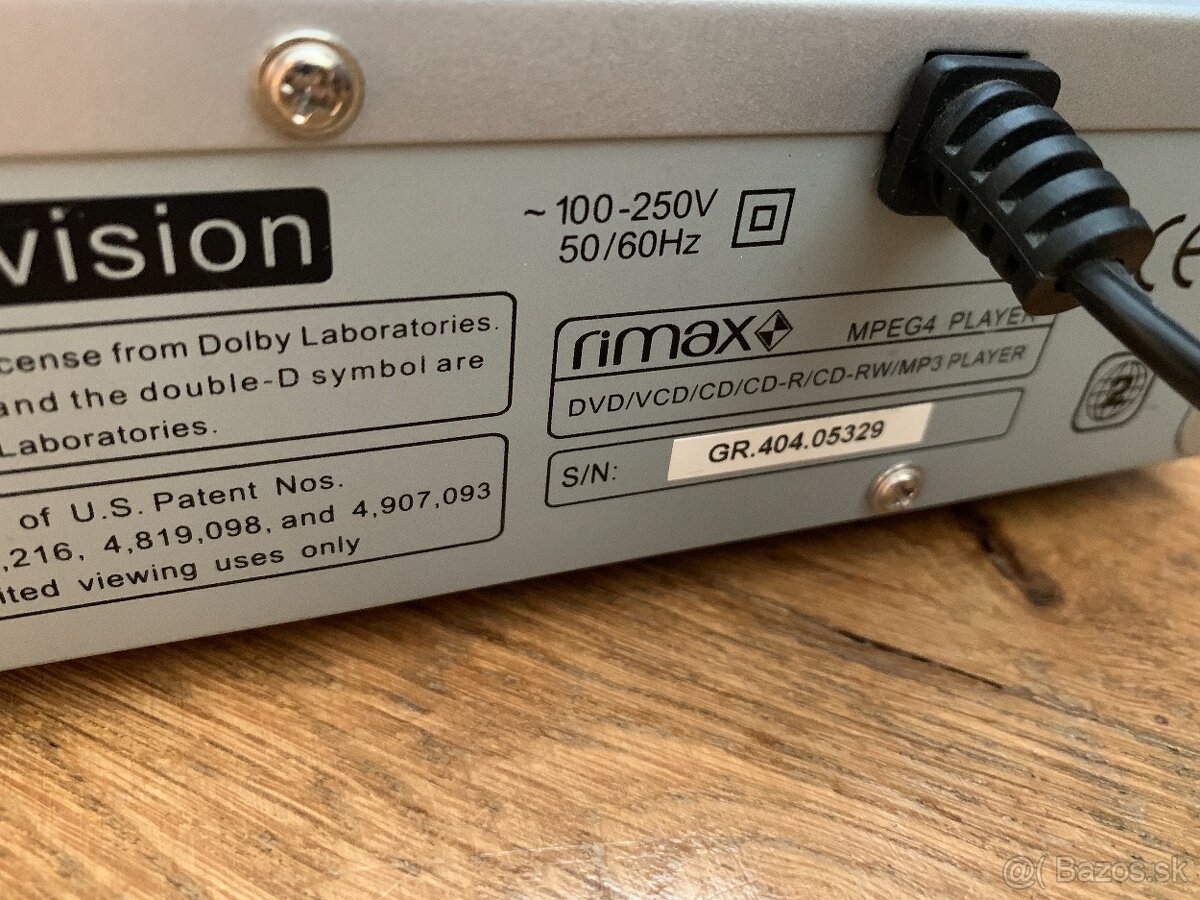 vision
~ 100-250V
50/60Hz
CE
cense from Dolby Laboratories.
and the double-D symbol are
Laboratories.
of U.S. Patent Nos.
,216, 4,819,098, and 4,907,093
ited viewing uses only
rimax MPEG4 PLAYER
DVD/VCD/CD/CD-R/CD-RW/MP3 PLAYER
2
S/N: GR.404.05329
@( Bazos.sk